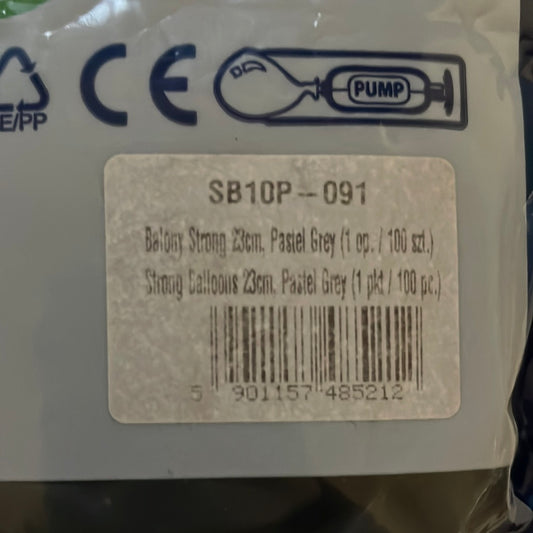 E/PP
CE
PUMP
SB10P-091
Balony Strong 23cm, Pastel Grey (1 op. / 100 szt.)
Strong Balloons 23cm, Pastel Grey (1 pkt / 100 pc.)
5 901157 485212